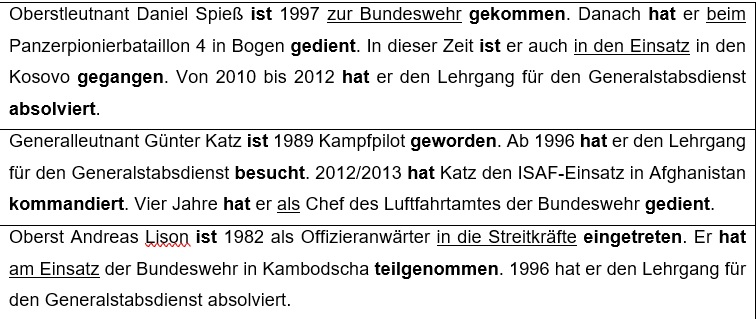 Oberstleutnant Daniel Spieß ist 1997 zur Bundeswehr gekommen. Danach hat er beim
Panzerpionierbataillon 4 in Bogen gedient. In dieser Zeit ist er auch in den Einsatz in den
Kosovo gegangen. Von 2010 bis 2012 hat er den Lehrgang für den Generalstabsdienst
absolviert.
Generalleutnant Günter Katz ist 1989 Kampfpilot geworden. Ab 1996 hat er den Lehrgang
für den Generalstabsdienst besucht. 2012/2013 hat Katz den ISAF-Einsatz in Afghanistan
kommandiert. Vier Jahre hat er als Chef des Luftfahrtamtes der Bundeswehr gedient.
Oberst Andreas Lison ist 1982 als Offizieranwärter in die Streitkräfte eingetreten. Er hat
am Einsatz der Bundeswehr in Kambodscha teilgenommen. 1996 hat er den Lehrgang für
den Generalstabsdienst absolviert.